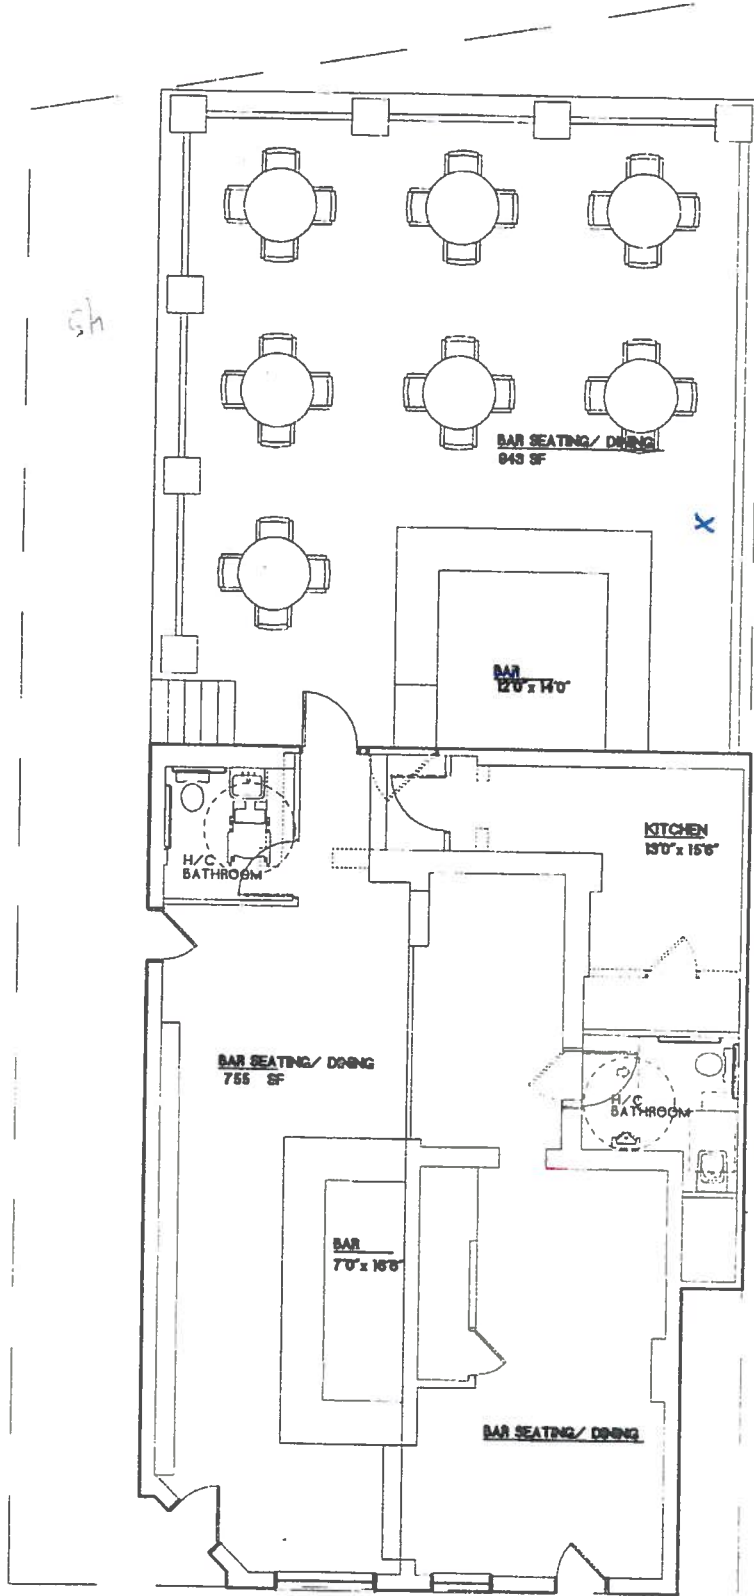 BAR SEATING/ DINING
943 SF
X
BAR
12'0" x 14'0"
KITCHEN
13'0" x 15'6"
H/C
BATHROOM
BAR SEATING/ DINING
755 SF
H/C
BATHROOM
BAR
7'0" x 16'6"
BAR SEATING/ DINING